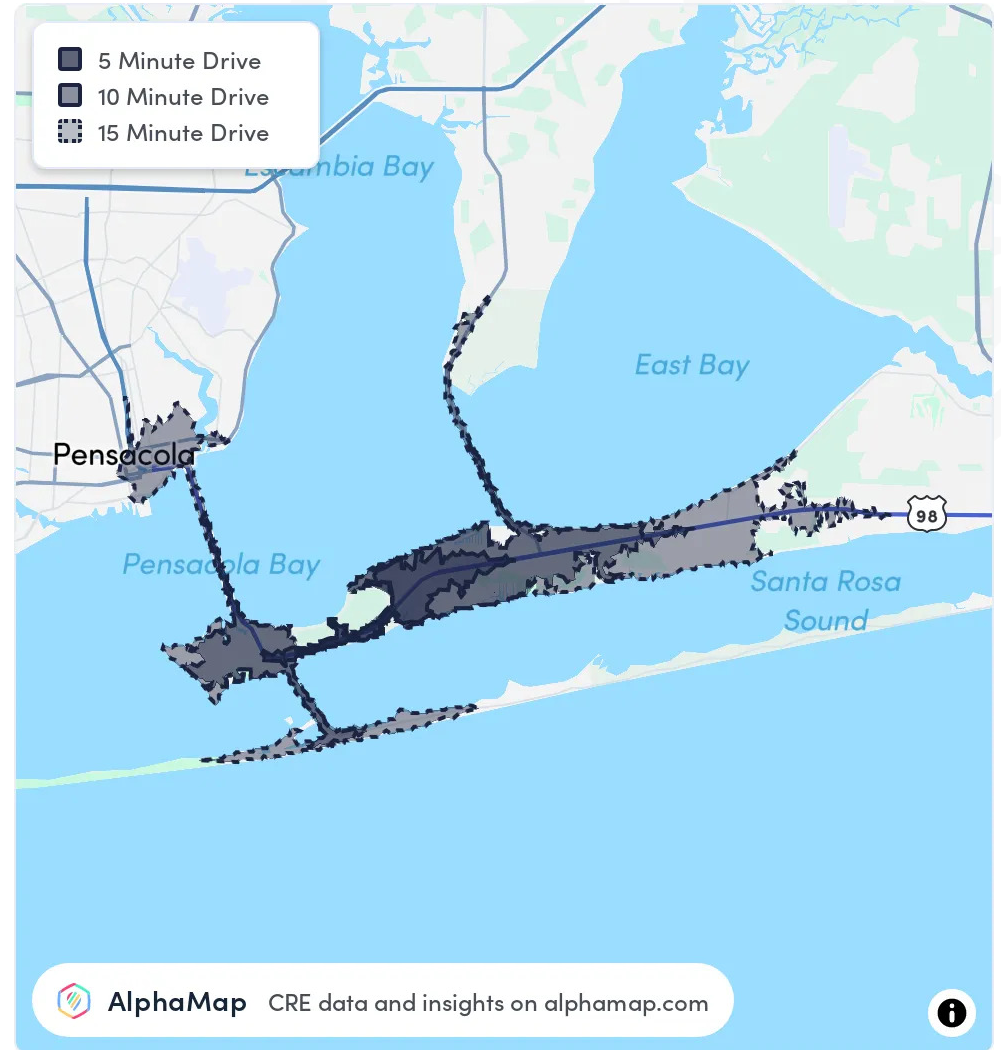 5 Minute Drive
10 Minute Drive
15 Minute Drive
Escambia Bay
East Bay
Pensacola
98
Pensacola Bay
Santa Rosa
Sound
AlphaMap CRE data and insights on alphamap.com